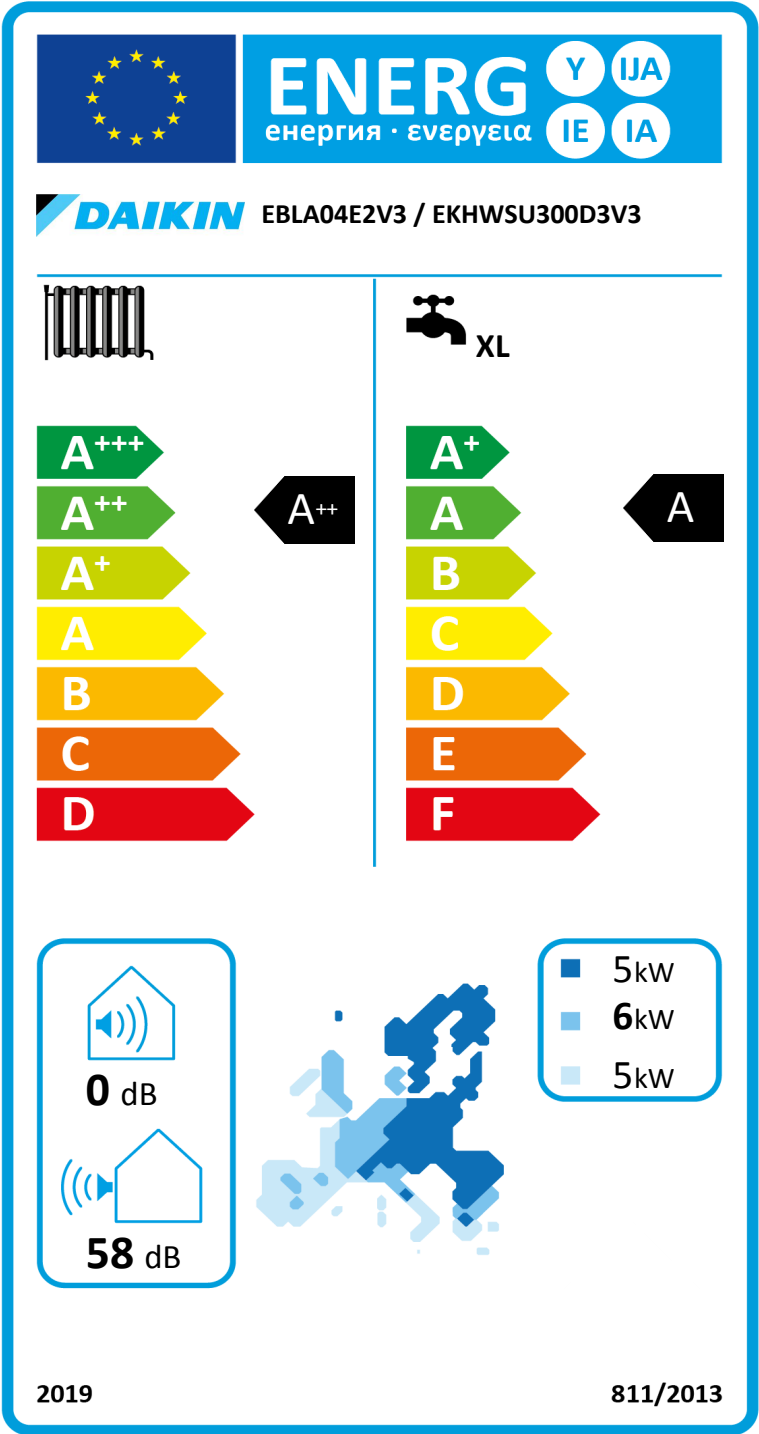 ENERG Y IJA
енергия · ενεργεια IE IA
DAIKIN EBLA04E2V3 / EKHWSU300D3V3
XL
A+++ A+
A++ A++ A A
A+ B
A C
B D
C E
D F
5kW
6kW
5kW
0 dB
58 dB
2019 811/2013